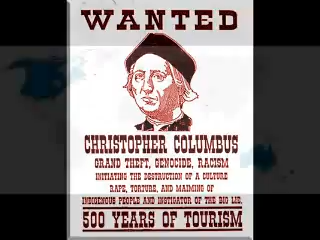 WANTED
CHRISTOPHER COLUMBUS
GRAND THEFT, GENOCIDE, RACISM
INITIATING THE DESTRUCTION OF A CULTURE
RAPE, TORTURE, AND MAIMING OF
INDIGENOUS PEOPLE AND INSTIGATOR OF THE BIG LIE.
500 YEARS OF TOURISM